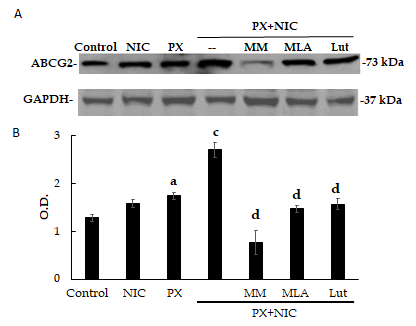 A
PX+NIC
Control NIC PX -- MM MLA Lut
ABCG2- -73 kDa
GAPDH- -37 kDa
B
3
c
2
a
d d
d
1
0
O.D.
Control NIC PX MM MLA Lut
PX+NIC